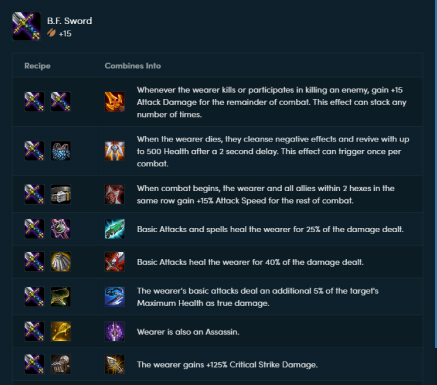 B.F. Sword
+15
Recipe Combines Into
Whenever the wearer kills or participates in killing an enemy, gain +15
Attack Damage for the remainder of combat. This effect can stack any
number of times.
When the wearer dies, they cleanse negative effects and revive with up
to 500 Health after a 2 second delay. This effect can trigger once per
combat.
When combat begins, the wearer and all allies within 2 hexes in the
same row gain +15% Attack Speed for the rest of combat.
Basic Attacks and spells heal the wearer for 25% of the damage dealt.
Basic Attacks heal the wearer for 40% of the damage dealt.
The wearer's basic attacks deal an additional 5% of the target's
Maximum Health as true damage.
Wearer is also an Assassin.
The wearer gains +125% Critical Strike Damage.